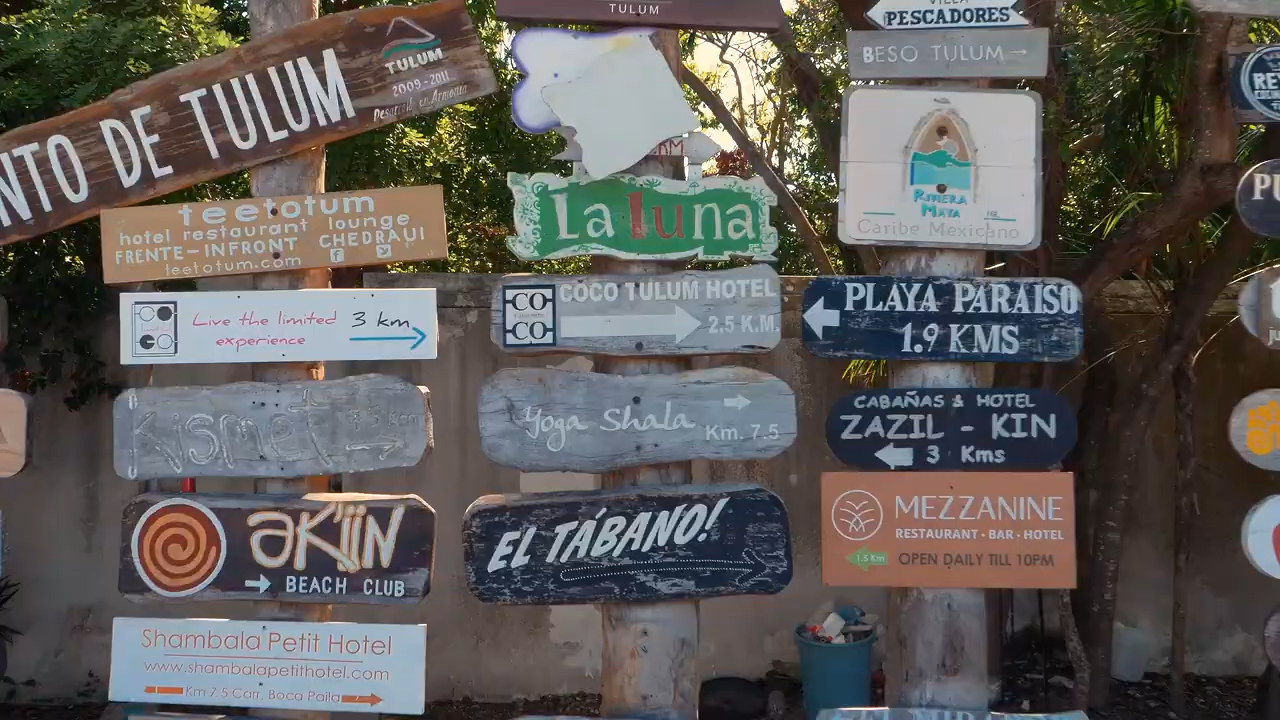 NTO DE TULUM
TULUM
2009-2011
teetotum
hotel restaurant lounge
FRENTE-INFRONT CHEDRAUI
teetotum.com
Live the limited
experience
3 km
Kismet
AK'iiN
BEACH CLUB
Shambala Petit Hotel
www.shambalapetithotel.com
Km 7.5 Carr. Boca Paila
TULUM
La luna
CO
CO
COCO TULUM HOTEL
2.5 K.M.
Yoga Shala
Km. 7.5
EL TÁBANO!
VILLA
PESCADORES
BESO TULUM
RIVIERA
MAYA
Caribe Mexicano
PLAYA PARAISO
1.9 KMS
CABAÑAS & HOTEL
ZAZIL - KIN
3 Kms
MEZZANINE
RESTAURANT · BAR · HOTEL
1.5 Km
OPEN DAILY TILL 10PM
RE
PU